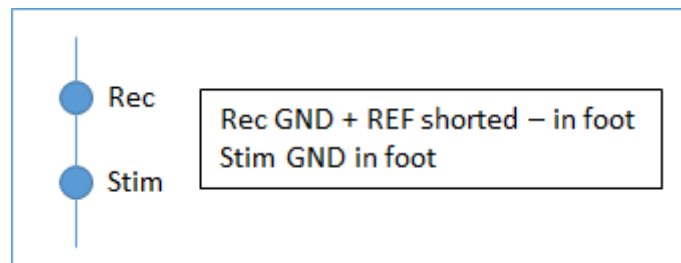 Rec
Rec GND + REF shorted – in foot
Stim GND in foot
Stim